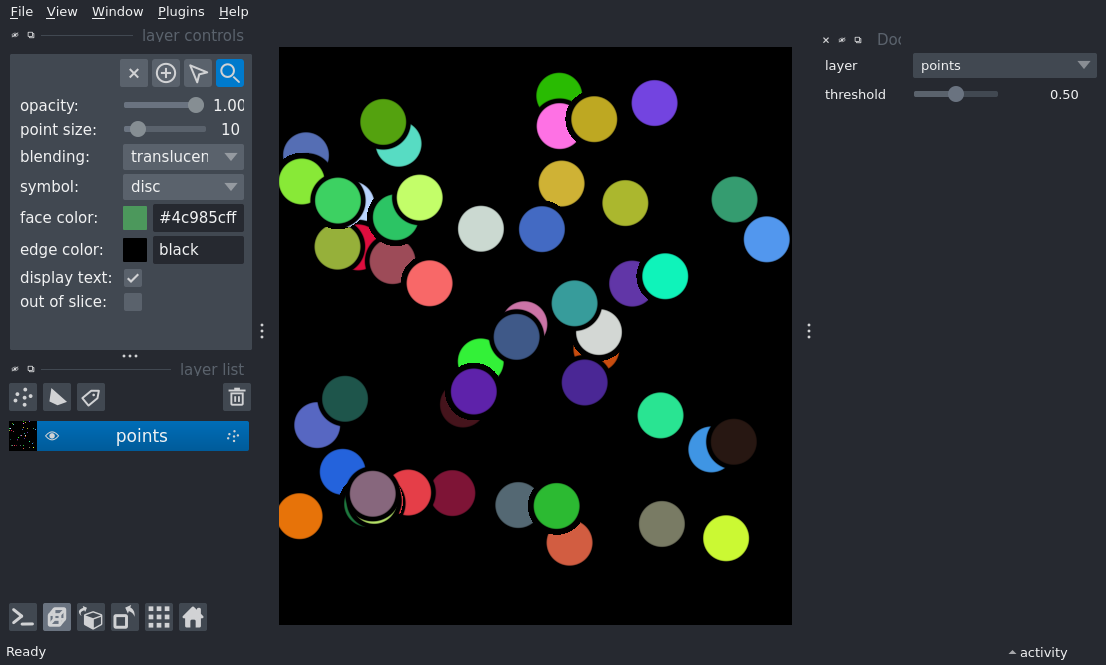 File View Window Plugins Help
layer controls
opacity: 1.00
point size: 10
blending: translucen
symbol: disc
face color: #4c985cff
edge color: black
display text:
out of slice:
layer list
points
Doc
layer points
threshold 0.50
Ready
activity